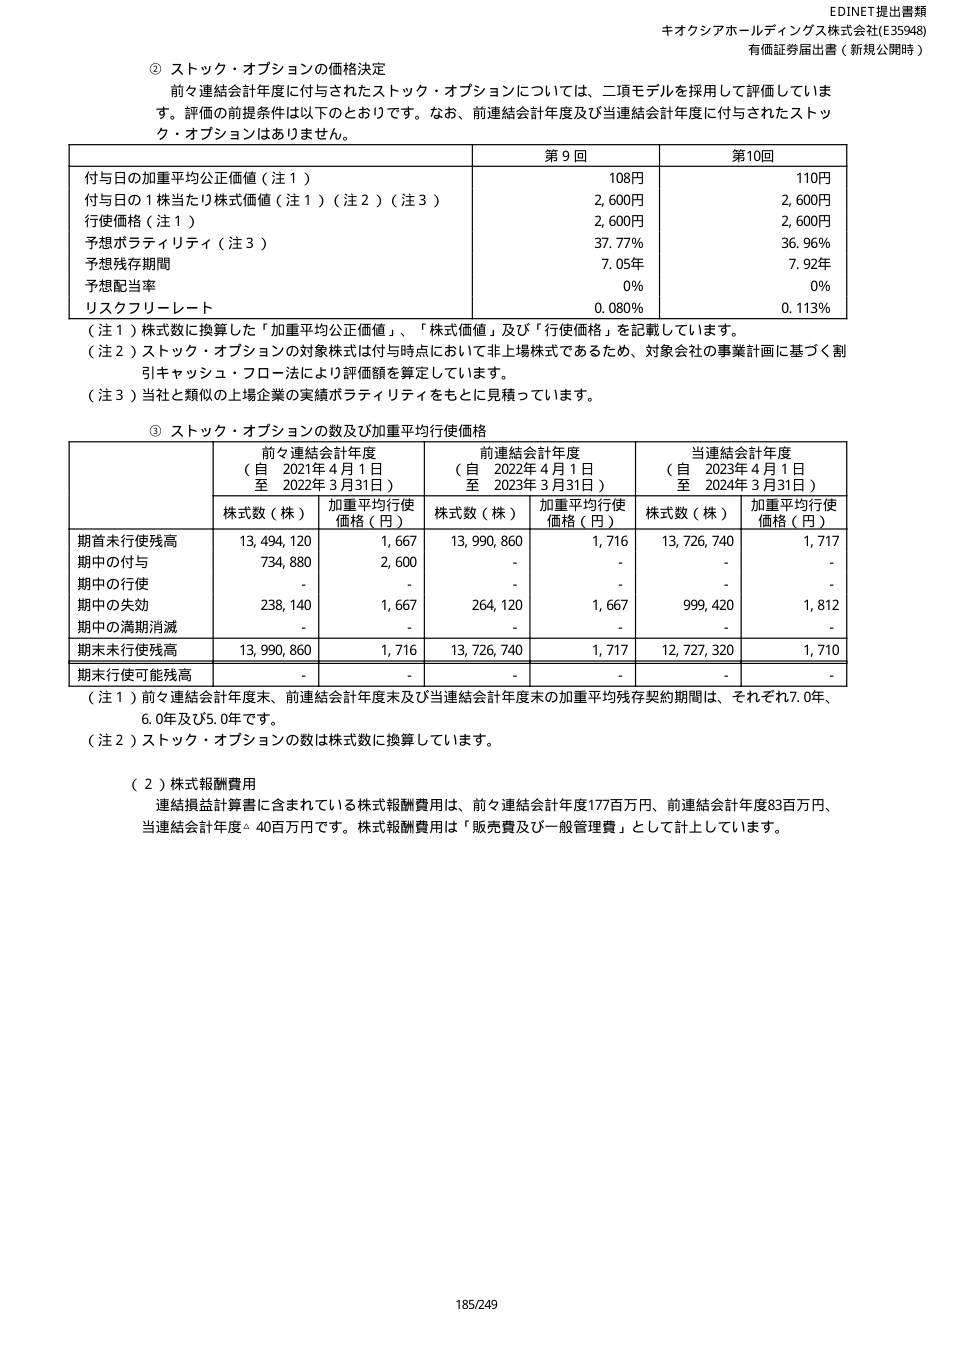 EDINET提出書類
キオクシアホールディングス株式会社(E35948)
有価証券届出書(新規公開時)
② ストック・オプションの価格決定
前々連結会計年度に付与されたストック・オプションについては、二項モデルを採用して評価していま
す。評価の前提条件は以下のとおりです。なお、前連結会計年度及び当連結会計年度に付与されたストッ
ク・オプションはありません。
第9回 第10回
付与日の加重平均公正価値(注1) 108円 110円
付与日の1株当たり株式価値(注1)(注2)(注3) 2,600円 2,600円
行使価格(注1) 2,600円 2,600円
予想ボラティリティ(注3) 37.77% 36.96%
予想残存期間 7.05年 7.92年
予想配当率 0% 0%
リスクフリーレート 0.080% 0.113%
(注1)株式数に換算した「加重平均公正価値」、「株式価値」及び「行使価格」を記載しています。
(注2)ストック・オプションの対象株式は付与時点において非上場株式であるため、対象会社の事業計画に基づく割
引キャッシュ・フロー法により評価額を算定しています。
(注3)当社と類似の上場企業の実績ボラティリティをもとに見積っています。
③ ストック・オプションの数及び加重平均行使価格
前々連結会計年度 前連結会計年度 当連結会計年度
(自 2021年4月1日 (自 2022年4月1日 (自 2023年4月1日
至 2022年3月31日) 至 2023年3月31日) 至 2024年3月31日)
株式数(株) 加重平均行使 株式数(株) 加重平均行使 株式数(株) 加重平均行使
価格(円) 価格(円) 価格(円)
期首未行使残高 13,494,120 1,667 13,990,860 1,716 13,726,740 1,717
期中の付与 734,880 2,600 - - - -
期中の行使 - - - - - -
期中の失効 238,140 1,667 264,120 1,667 999,420 1,812
期中の満期消滅 - - - - - -
期末未行使残高 13,990,860 1,716 13,726,740 1,717 12,727,320 1,710
期末行使可能残高 - - - - - -
(注1)前々連結会計年度末、前連結会計年度末及び当連結会計年度末の加重平均残存契約期間は、それぞれ7.0年、
6.0年及び5.0年です。
(注2)ストック・オプションの数は株式数に換算しています。
(2)株式報酬費用
連結損益計算書に含まれている株式報酬費用は、前々連結会計年度177百万円、前連結会計年度83百万円、
当連結会計年度△40百万円です。株式報酬費用は「販売費及び一般管理費」として計上しています。
185/249